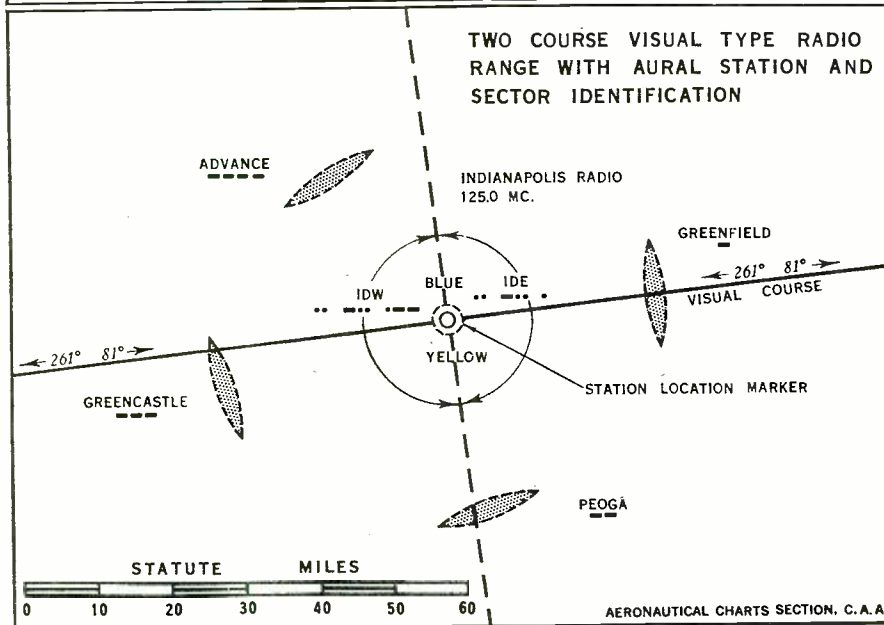 TWO COURSE VISUAL TYPE RADIO
RANGE WITH AURAL STATION AND
SECTOR IDENTIFICATION
ADVANCE
INDIANAPOLIS RADIO
125.0 MC.
GREENFIELD
261° 81°
VISUAL COURSE
IDW
BLUE
IDE
YELLOW
261° 81°
GREENCASTLE
STATION LOCATION MARKER
PEOGA
STATUTE MILES
0 10 20 30 40 50 60
AERONAUTICAL CHARTS SECTION, C.A.A